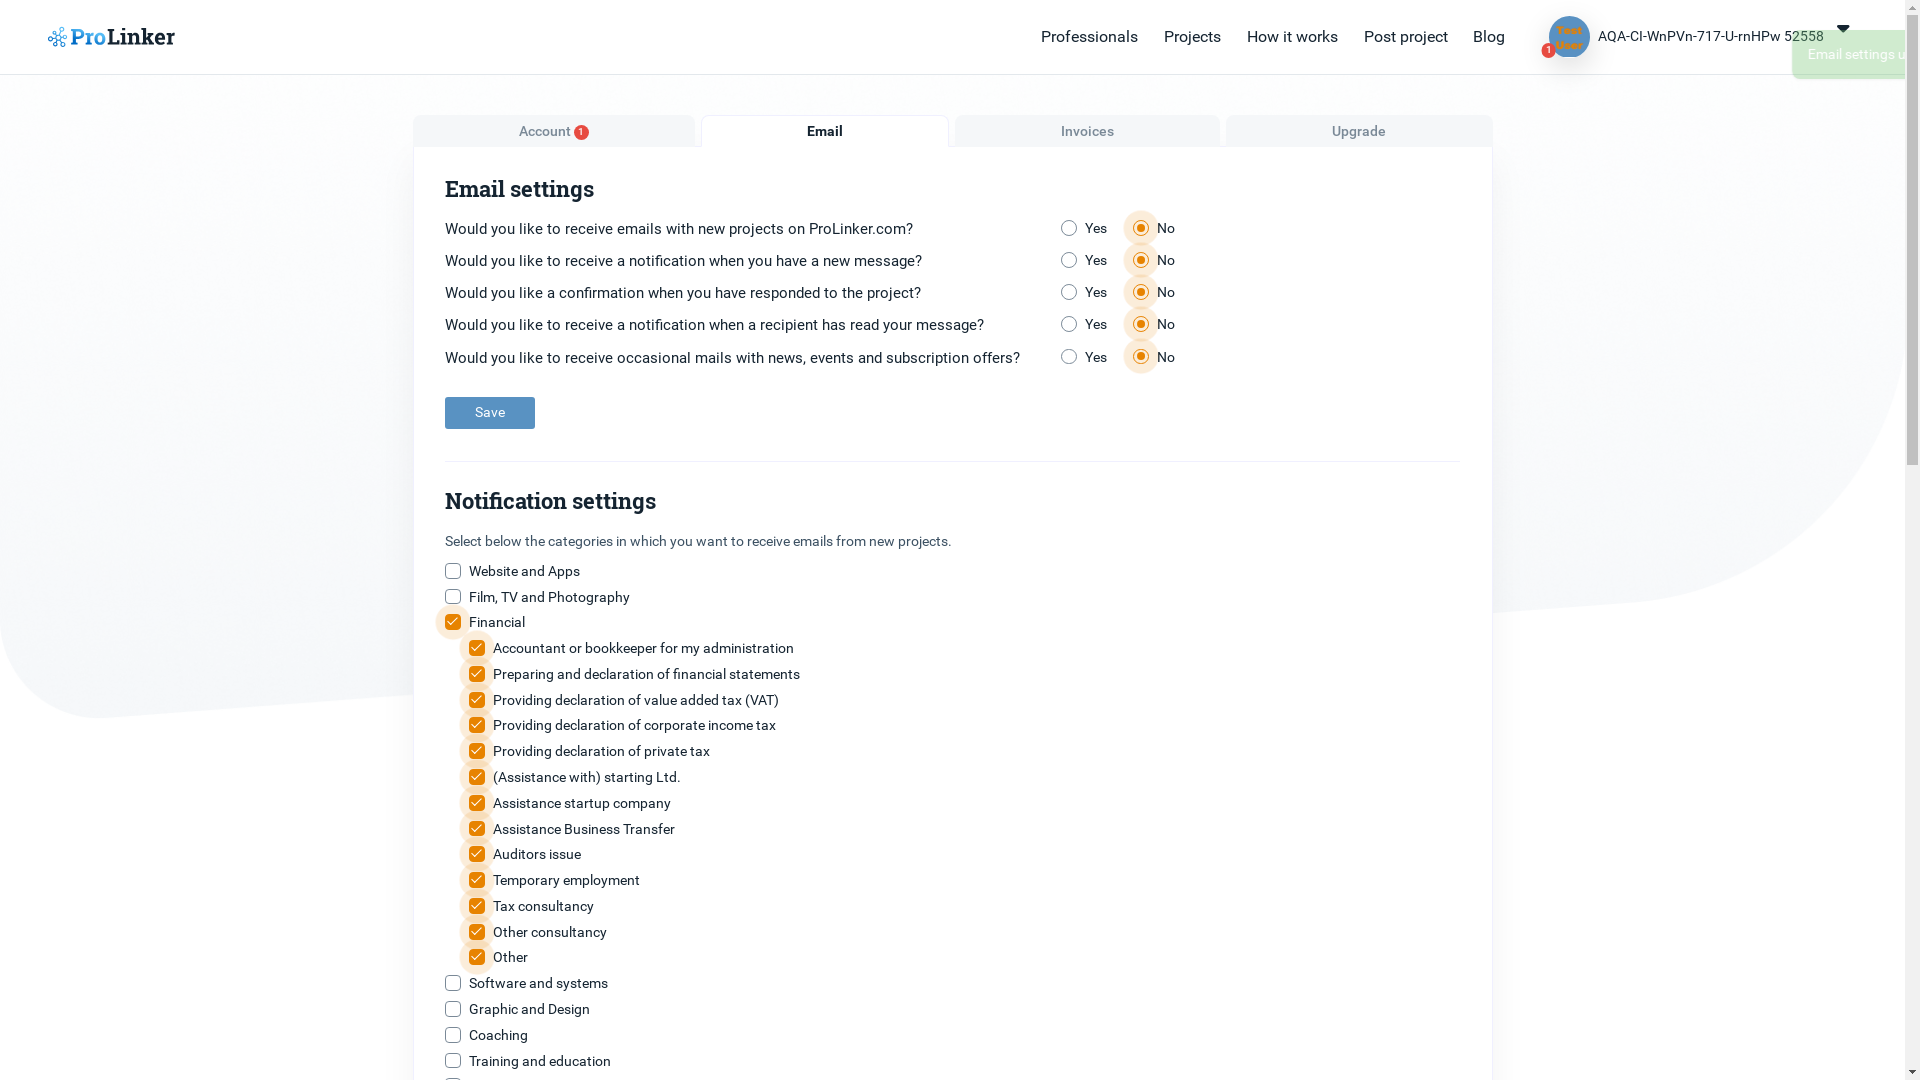 ProLinker
Professionals
Projects
How it works
Post project
Blog
Test
User
1
AQA-CI-WnPVn-717-U-rnHPw 52558
Email settings u
Account 1
Email
Invoices
Upgrade
Email settings
Would you like to receive emails with new projects on ProLinker.com? Yes No
Would you like to receive a notification when you have a new message? Yes No
Would you like a confirmation when you have responded to the project? Yes No
Would you like to receive a notification when a recipient has read your message? Yes No
Would you like to receive occasional mails with news, events and subscription offers? Yes No
Save
Notification settings
Select below the categories in which you want to receive emails from new projects.
Website and Apps
Film, TV and Photography
Financial
Accountant or bookkeeper for my administration
Preparing and declaration of financial statements
Providing declaration of value added tax (VAT)
Providing declaration of corporate income tax
Providing declaration of private tax
(Assistance with) starting Ltd.
Assistance startup company
Assistance Business Transfer
Auditors issue
Temporary employment
Tax consultancy
Other consultancy
Other
Software and systems
Graphic and Design
Coaching
Training and education